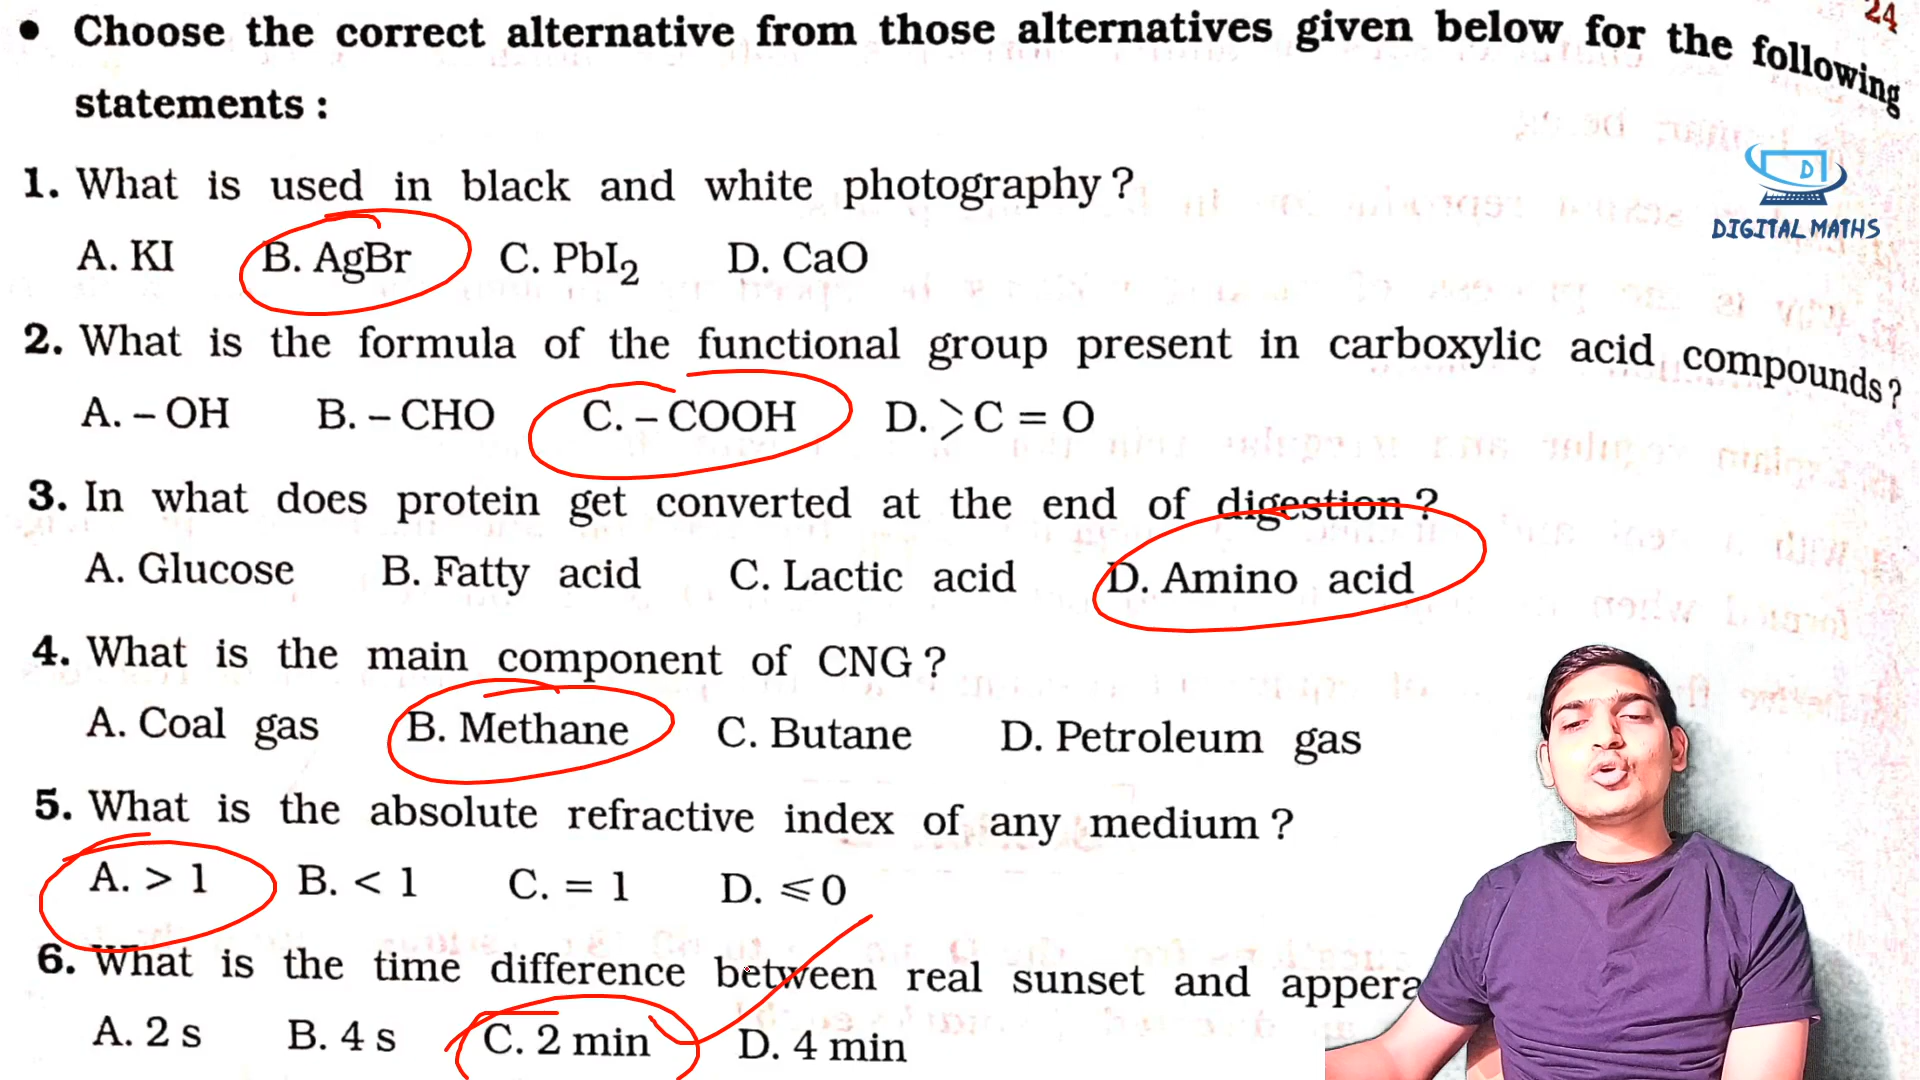 24
• Choose the correct alternative from those alternatives given below for the following
statements :
1. What is used in black and white photography ?
A. KI B. AgBr C. PbI₂ D. CaO
DIGITAL MATHS
2. What is the formula of the functional group present in carboxylic acid compounds?
A. – OH B. – CHO C. – COOH D. >C = O
3. In what does protein get converted at the end of digestion ?
A. Glucose B. Fatty acid C. Lactic acid D. Amino acid
4. What is the main component of CNG ?
A. Coal gas B. Methane C. Butane D. Petroleum gas
5. What is the absolute refractive index of any medium ?
A. > 1 B. < 1 C. = 1 D. ⩽ 0
6. What is the time difference between real sunset and appera
A. 2 s B. 4 s C. 2 min D. 4 min